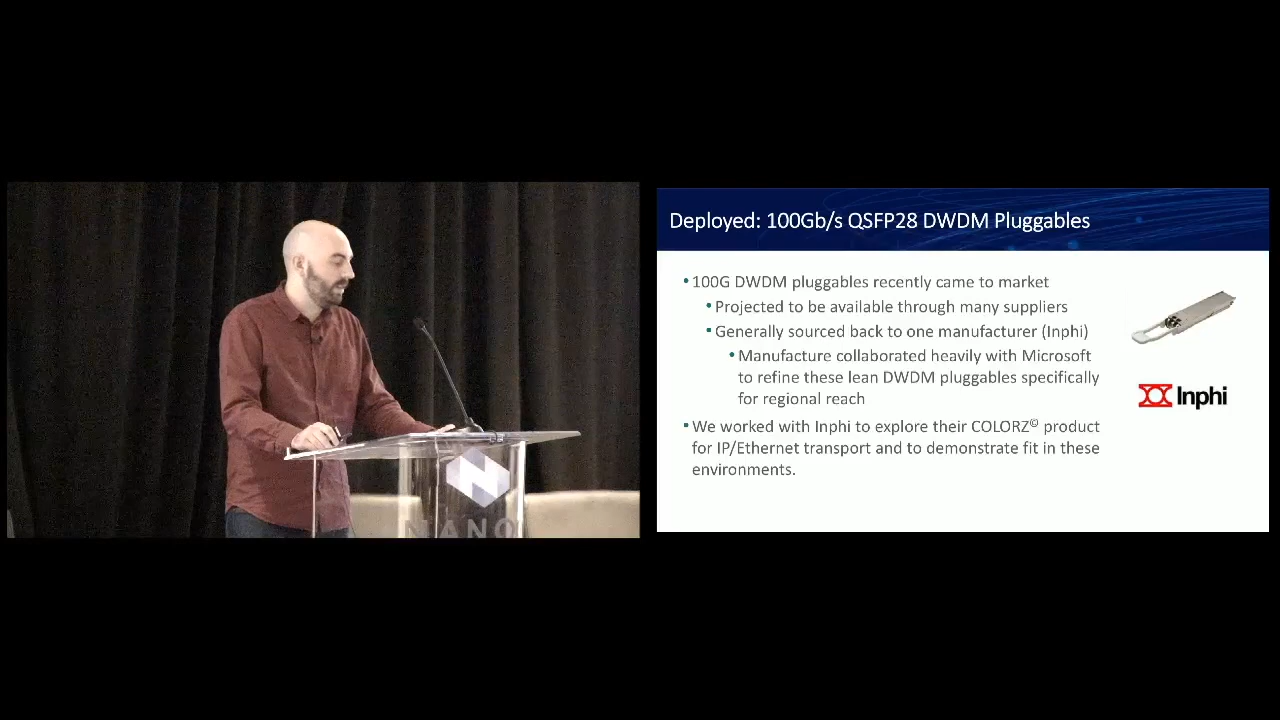 Deployed: 100Gb/s QSFP28 DWDM Pluggables
•100G DWDM pluggables recently came to market
•Projected to be available through many suppliers
•Generally sourced back to one manufacturer (Inphi)
•Manufacture collaborated heavily with Microsoft
to refine these lean DWDM pluggables specifically
for regional reach
•We worked with Inphi to explore their COLORZ© product
for IP/Ethernet transport and to demonstrate fit in these
environments.
Inphi
NANO